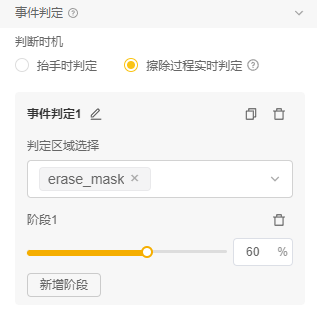 事件判定
判断时机
抬手时判定 擦除过程实时判定
事件判定1
判定区域选择
erase_mask ×
阶段1
60 %
新增阶段